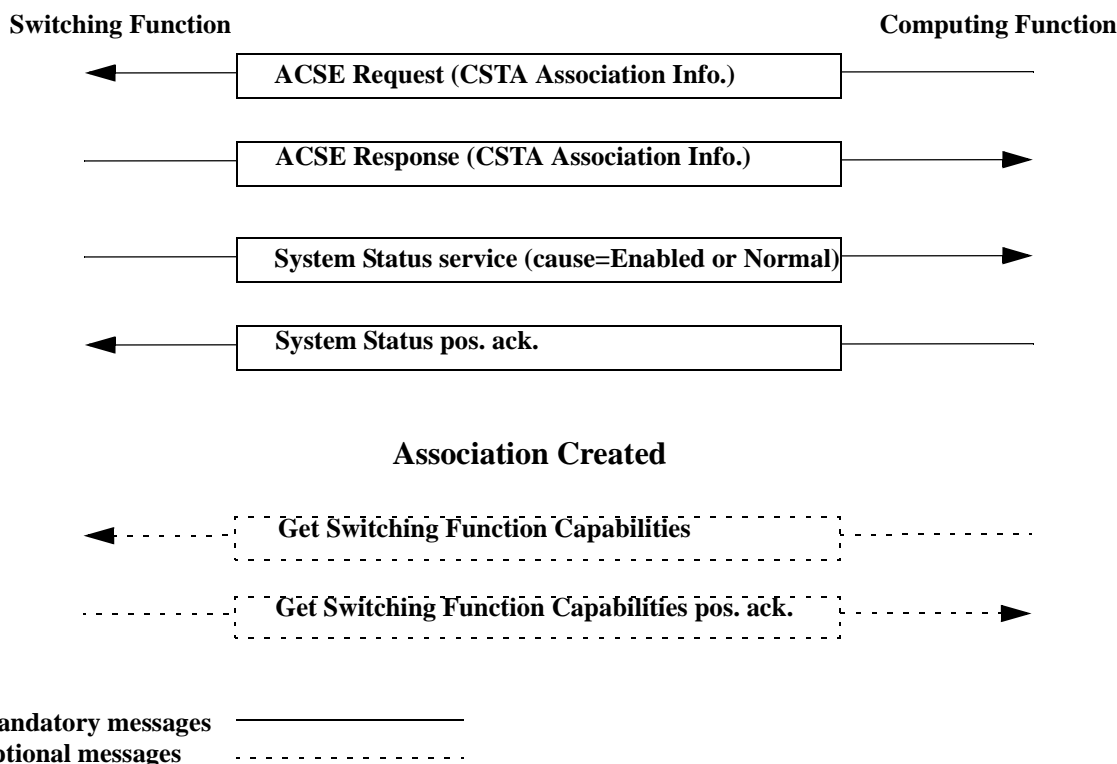 Switching Function
Computing Function
ACSE Request (CSTA Association Info.)
ACSE Response (CSTA Association Info.)
System Status service (cause=Enabled or Normal)
System Status pos. ack.
Association Created
Get Switching Function Capabilities
Get Switching Function Capabilities pos. ack.
andatory messages
ptional messages